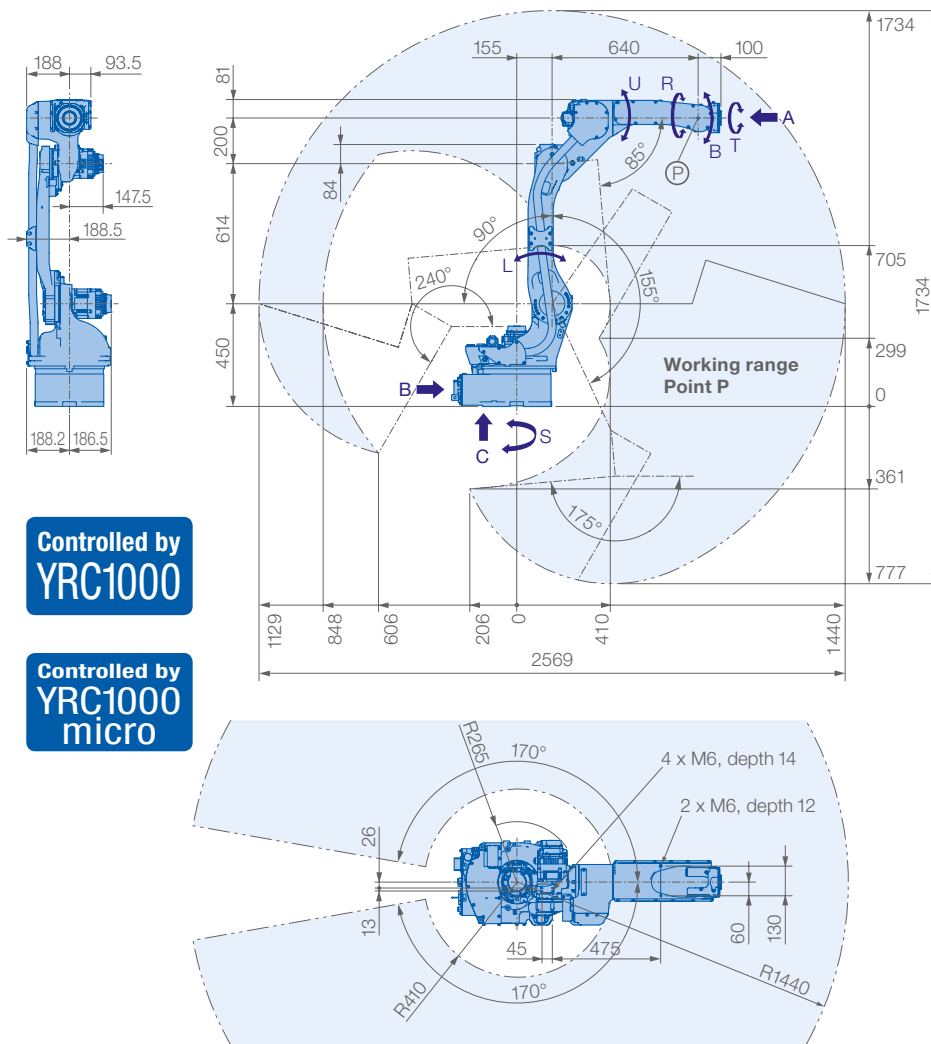 188
93.5
147.5
188.5
188.2
186.5
155
640
100
1734
81
200
84
614
450
U
R
A
T
B
P
85°
90°
L
240°
155°
705
1734
299
0
Working range
Point P
B
C
S
361
175°
777
1129
848
606
206
0
410
1440
2569
Controlled by
YRC1000
Controlled by
YRC1000
micro
R265
170°
4 x M6, depth 14
2 x M6, depth 12
26
13
45
475
60
130
R410
170°
R1440